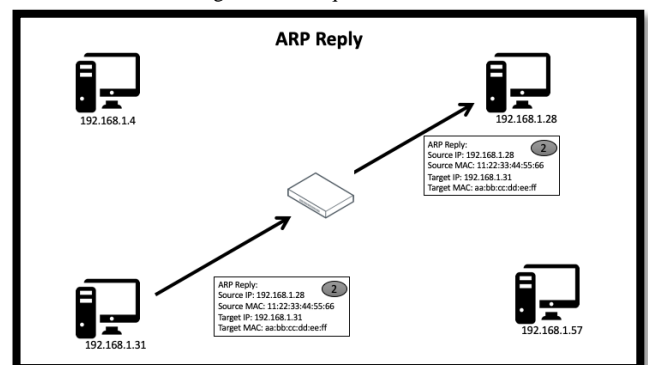 ARP Reply
192.168.1.4
192.168.1.28
ARP Reply:
Source IP: 192.168.1.28
Source MAC: 11:22:33:44:55:66
Target IP: 192.168.1.31
Target MAC: aa:bb:cc:dd:ee:ff
2
ARP Reply:
Source IP: 192.168.1.28
Source MAC: 11:22:33:44:55:66
Target IP: 192.168.1.31
Target MAC: aa:bb:cc:dd:ee:ff
2
192.168.1.31
192.168.1.57